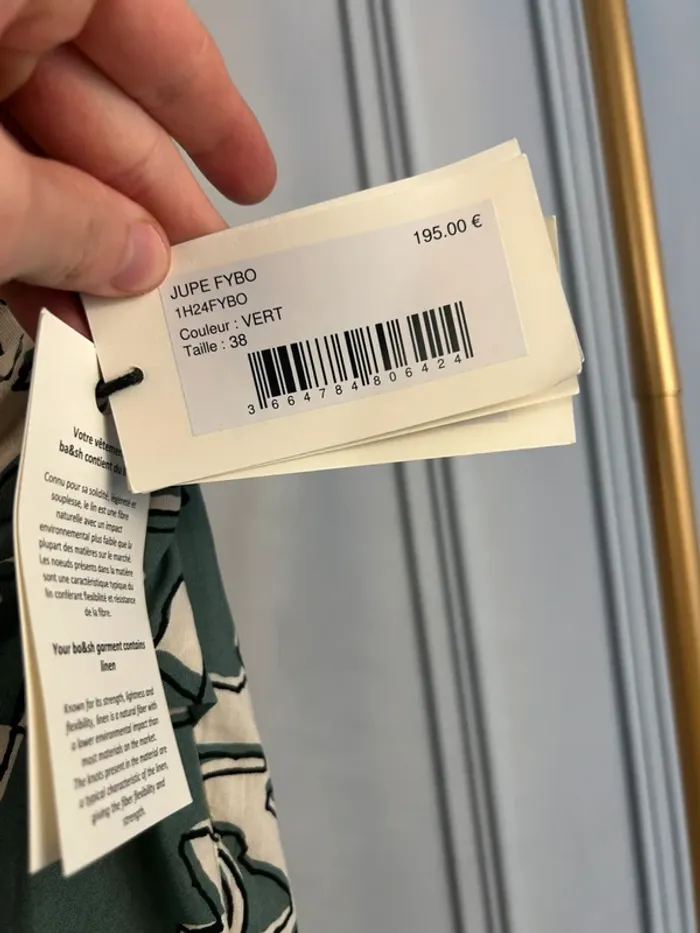 195.00 €
JUPE FYBO
1H24FYBO
Couleur : VERT
Taille : 38
3664784806424
Votre vêtement
ba&sh contient du
Connu pour sa solidité, légèreté et
souplesse, le lin est une fibre
naturelle avec un impact
environnemental plus faible que la
plupart des matières sur le marché.
Les noeuds présents dans la matière
sont une caractéristique typique du
lin conférant flexibilité et résistance
de la fibre.
Your ba&sh garment contains
linen
Known for its strength, lightness and
flexibility, linen is a natural fiber with
a lower environmental impact than
most materials on the market.
The knots present in the material are
a typical characteristic of the linen,
giving the fiber flexibility and
strength.